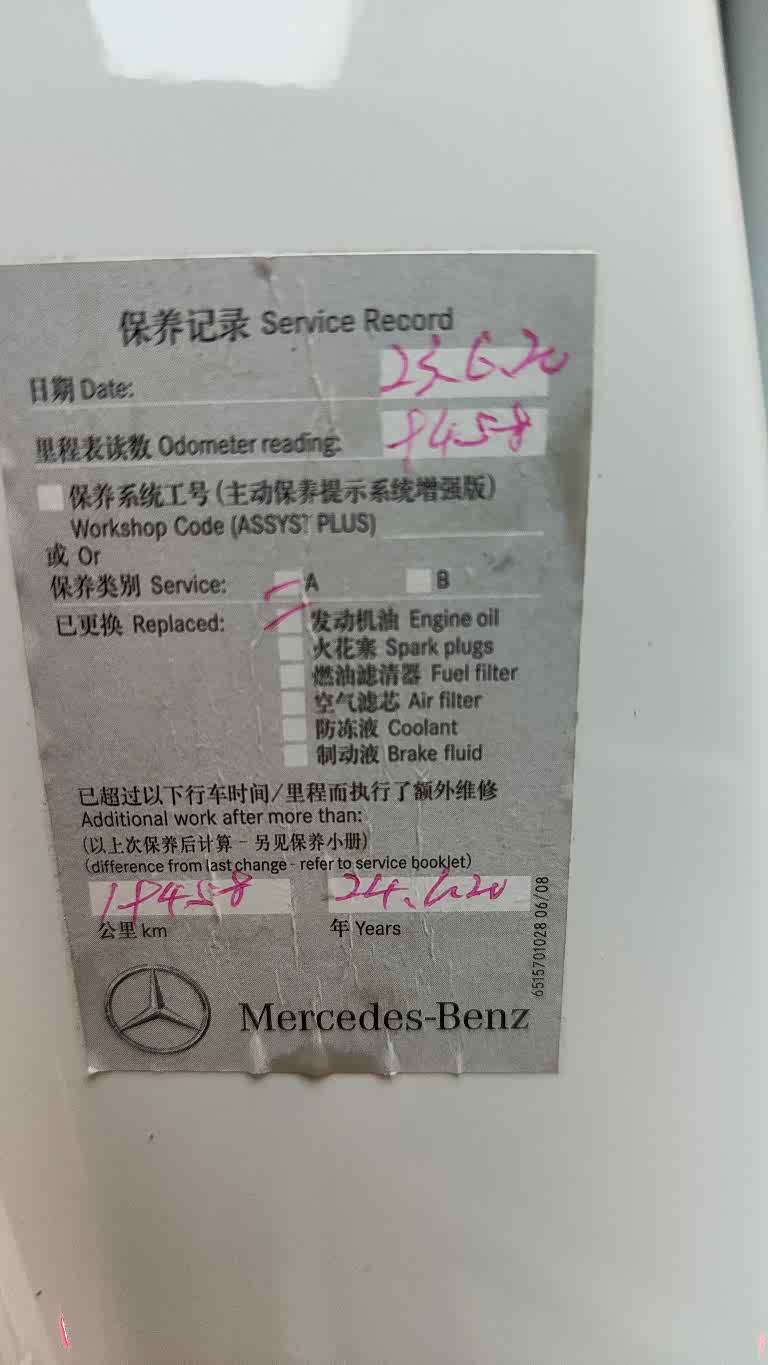 保养记录 Service Record
日期 Date: 23.6.20
里程表读数 Odometer reading: 8458
保养系统工号(主动保养提示系统增强版)
Workshop Code (ASSYST PLUS)
或 Or
保养类别 Service: A B
已更换 Replaced: 发动机油 Engine oil
火花塞 Spark plugs
燃油滤清器 Fuel filter
空气滤芯 Air filter
防冻液 Coolant
制动液 Brake fluid
已超过以下行车时间/里程而执行了额外维修
Additional work after more than:
(以上次保养后计算 - 另见保养小册)
(difference from last change - refer to service booklet)
18458 24.6.20
公里 km 年 Years
Mercedes-Benz
6515701028 06/08